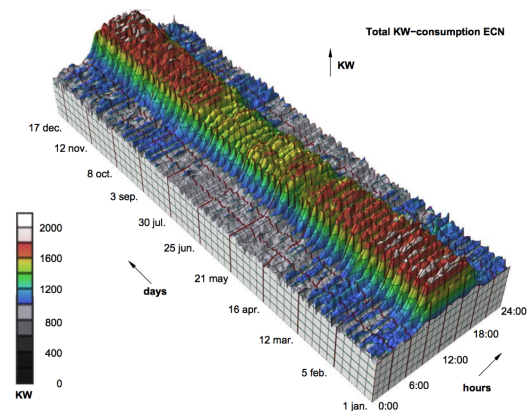 Total KW−consumption ECN
KW
17 dec.
12 nov.
8 oct.
3 sep.
30 jul.
25 jun.
21 may
16 apr.
12 mar.
5 feb.
1 jan.
days
0:00
6:00
12:00
18:00
24:00
hours
2000
1600
1200
800
400
0
KW